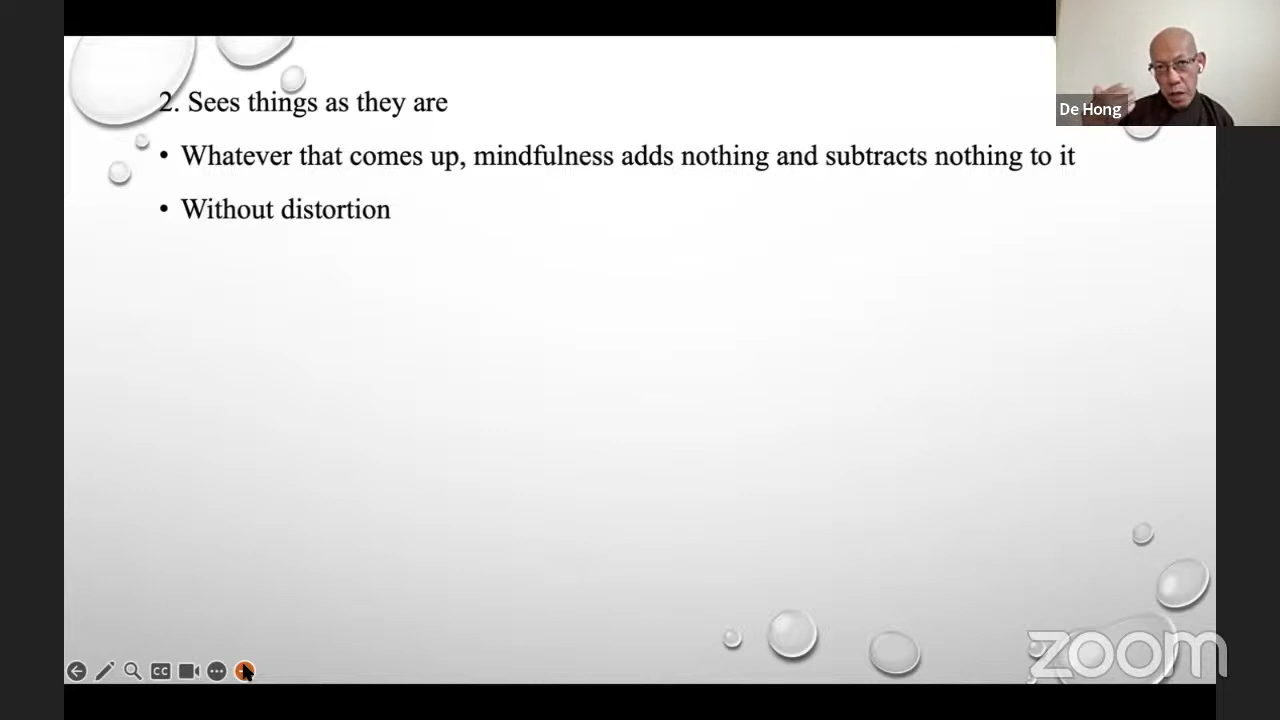 De Hong
2. Sees things as they are
• Whatever that comes up, mindfulness adds nothing and subtracts nothing to it
• Without distortion
CC
zoom